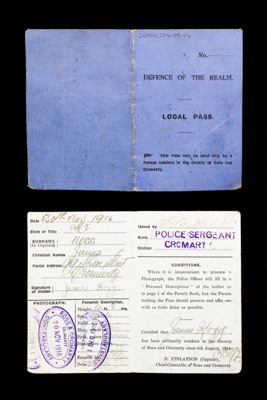 No.
DEFENCE OF THE REALM.
LOCAL PASS.
This Pass may be used only by a
Person resident in the County of Ross and
Cromarty.
Date 1916
Style or Title
SURNAME HOGG
(In Capitals)
Christian Names James
Postal Address
Cromarty
Signature
of Holder James Hogg
PHOTOGRAPH.
Personal Description.
Height
20 NOV 1916
Issued by
Rank POLICE-SERGEANT
Station CROMARTY
CONDITIONS.
Where it is inconvenient to procure a
Photograph, the Police Officer will fill in
a "Personal Description" of the holder as
in page 1 of the Permit Book, but the Person
holding the Pass should procure and affix one
with as little delay as possible.
Certified that James Hogg
has been ordinarily resident in the County
of Ross and Cromarty since 4th August, 1914.
D. FINLAYSON (Captain),
Chief-Constable of Ross and Cromarty.